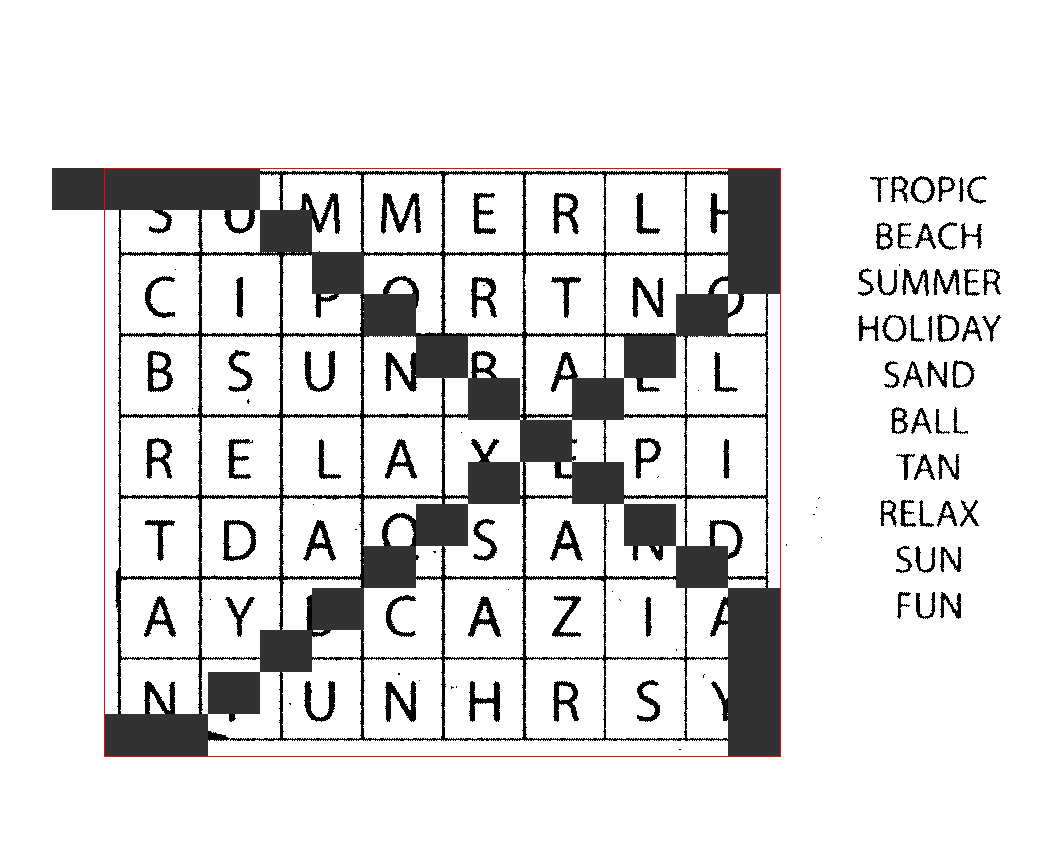 S U M M E R L H
C I P O R T N O
B S U N B A L L
R E L A X E P I
T D A S A N D
A Y C A Z I A
N F U N H R S Y
TROPIC
BEACH
SUMMER
HOLIDAY
SAND
BALL
TAN
RELAX
SUN
FUN